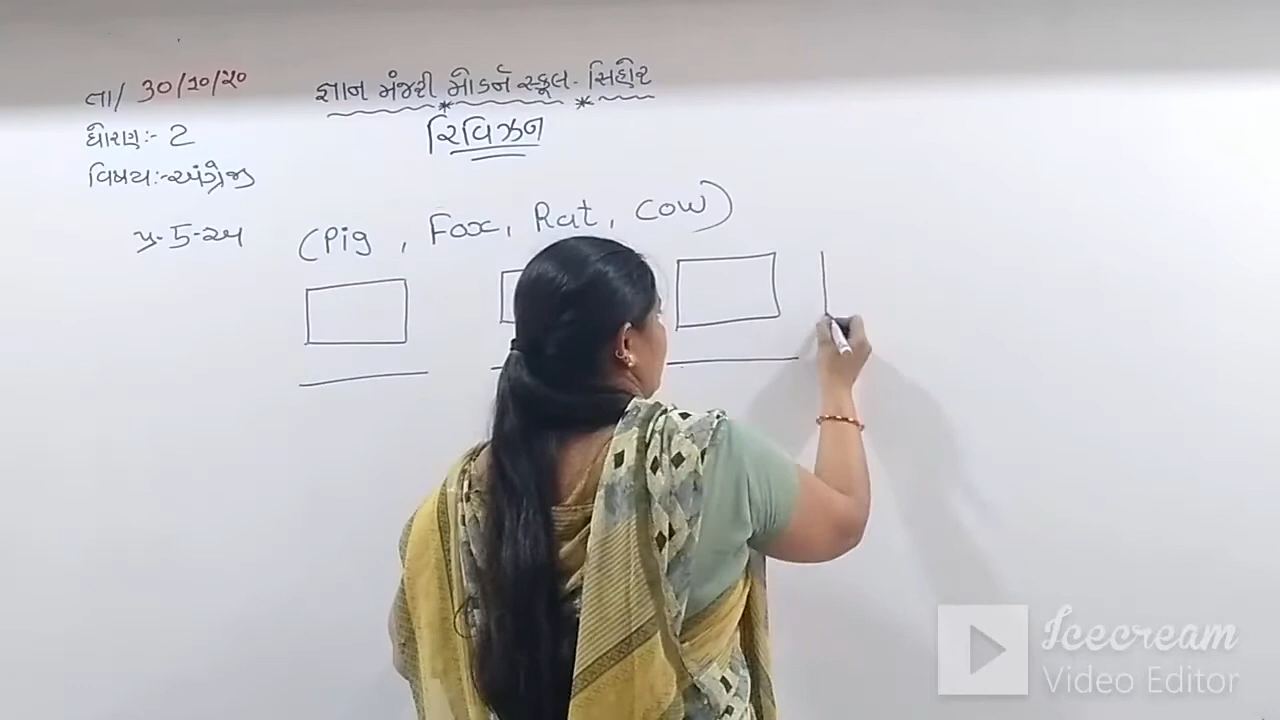 તા/ 30/10/20
જ્ઞાન મંજરી મોડર્ન સ્કૂલ - સિહોર
ધોરણ:- 2
રિવિઝન
વિષય:- અંગ્રેજી
પ્ર-5-અ
(Pig, Fox, Rat, Cow)
Icecream
Video Editor